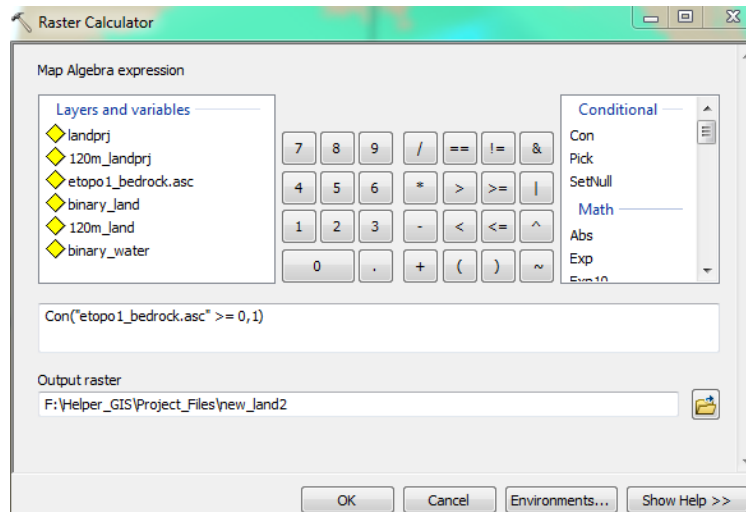 Raster Calculator
Map Algebra expression
Layers and variables
landprj
120m_landprj
etopo1_bedrock.asc
binary_land
120m_land
binary_water
7 8 9 / == != &
4 5 6 * > >= |
1 2 3 - < <= ^
0 . + ( ) ~
Conditional
Con
Pick
SetNull
Math
Abs
Exp
Exp10
Con("etopo1_bedrock.asc" >= 0,1)
Output raster
F:\Helper_GIS\Project_Files\new_land2
OK Cancel Environments... Show Help >>